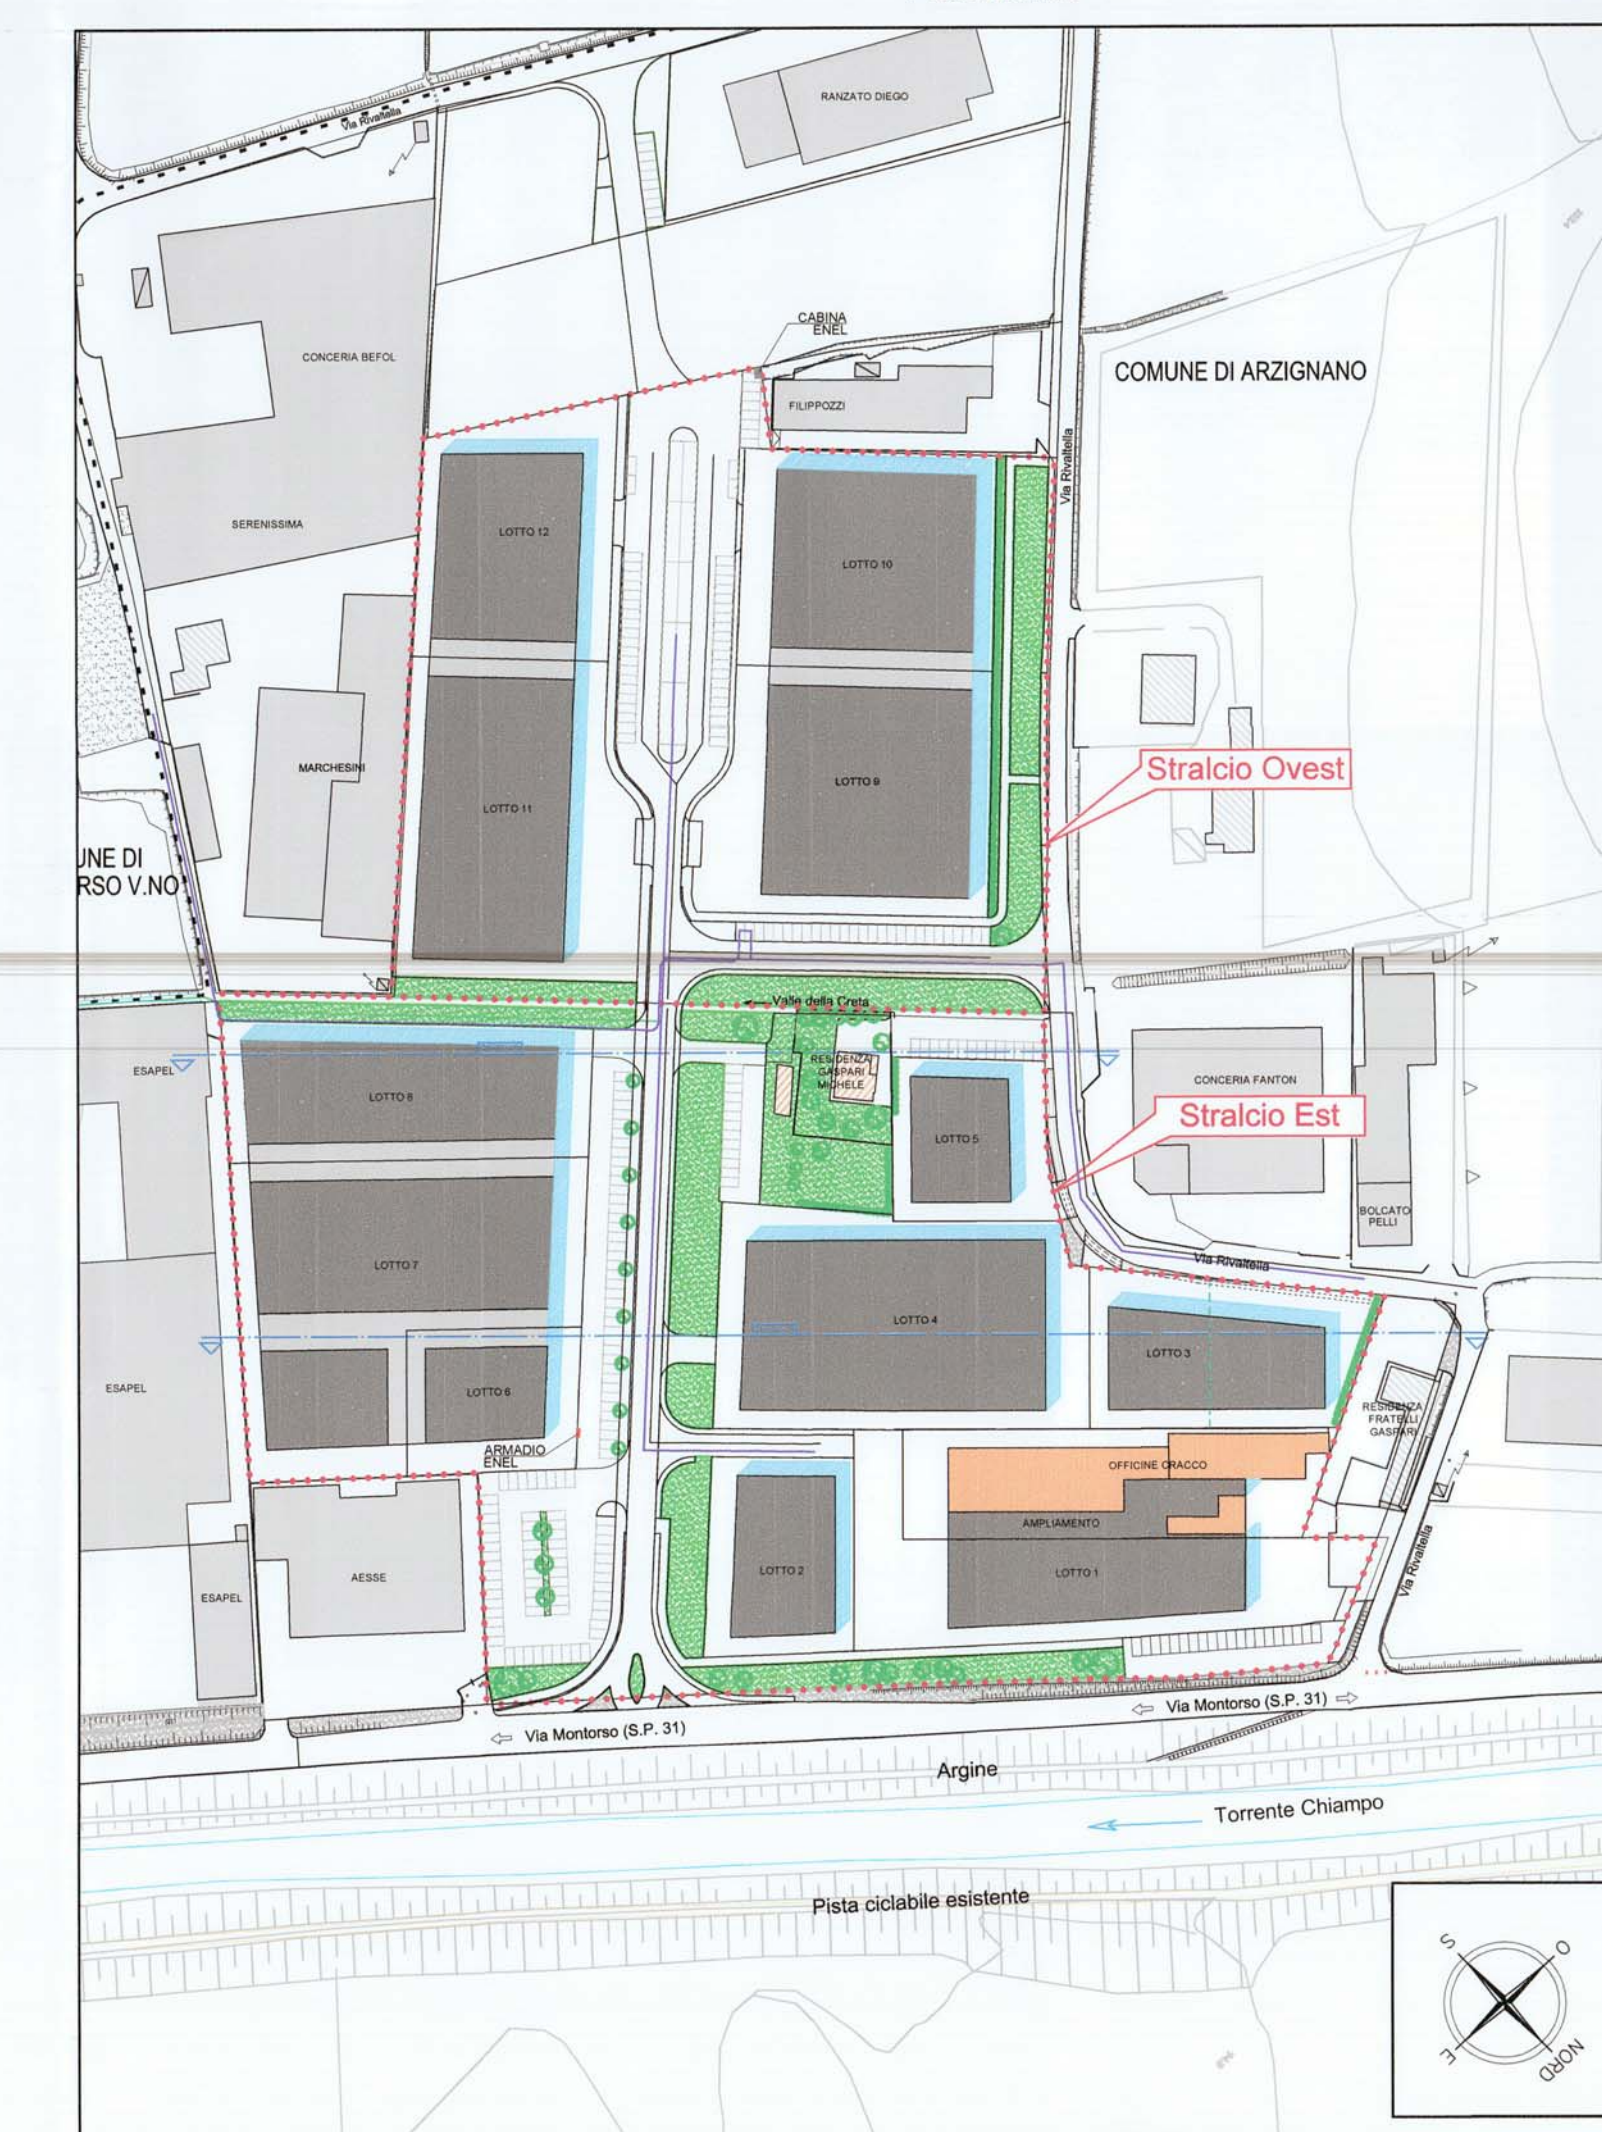 RANZATO DIEGO
Via Rivaltella
CABINA
ENEL
CONCERIA BEFOL
COMUNE DI ARZIGNANO
FILIPPOZZI
Via Rivaltella
SERENISSIMA
LOTTO 12
LOTTO 10
MARCHESINI
LOTTO 11
LOTTO 9
Stralcio Ovest
UNE DI
RSO V.NO
Valle della Creta
ESAPEL
RESIDENZA
GASPARI
MICHELE
CONCERIA FANTON
LOTTO 8
Stralcio Est
LOTTO 5
BOLCATO
PELLI
LOTTO 7
Via Rivaltella
LOTTO 4
LOTTO 3
ESAPEL
LOTTO 6
RESIDENZA
FRATELLI
GASPARI
ARMADIO
ENEL
OFFICINE CRACCO
AMPLIAMENTO
LOTTO 2
LOTTO 1
AESSE
ESAPEL
Via Rivaltella
Via Montorso (S.P. 31)
Via Montorso (S.P. 31)
Argine
Torrente Chiampo
Pista ciclabile esistente
S
O
E
NORD